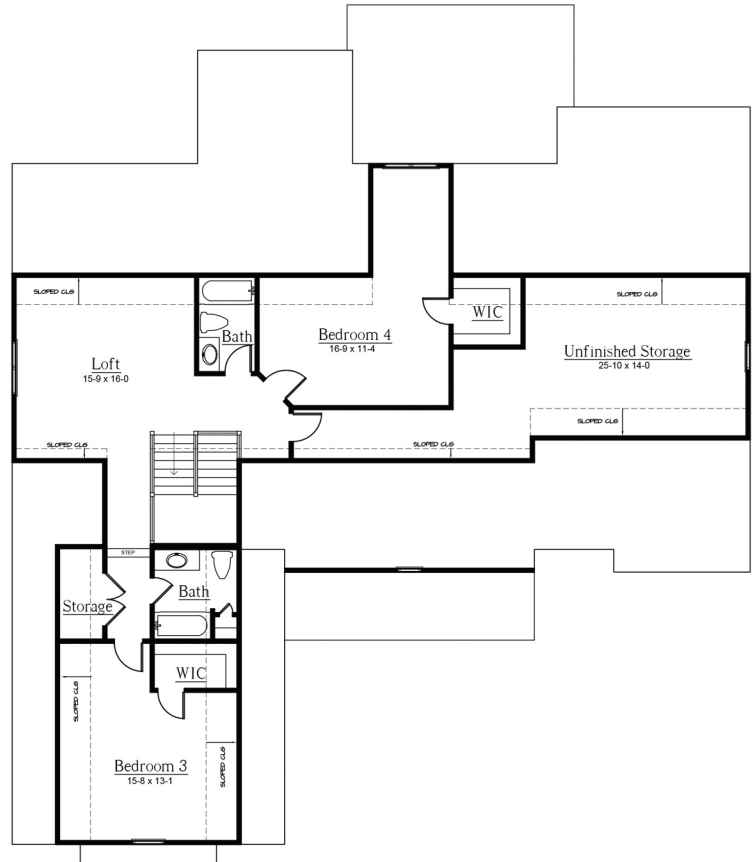 SLOPED CLG
SLOPED CLG
WIC
Bath
Bedroom 4
16-9 x 11-4
Loft
15-9 x 16-0
Unfinished Storage
25-10 x 14-0
SLOPED CLG
SLOPED CLG
SLOPED CLG
STEP
Bath
Storage
WIC
SLOPED CLG
SLOPED CLG
Bedroom 3
15-8 x 13-1